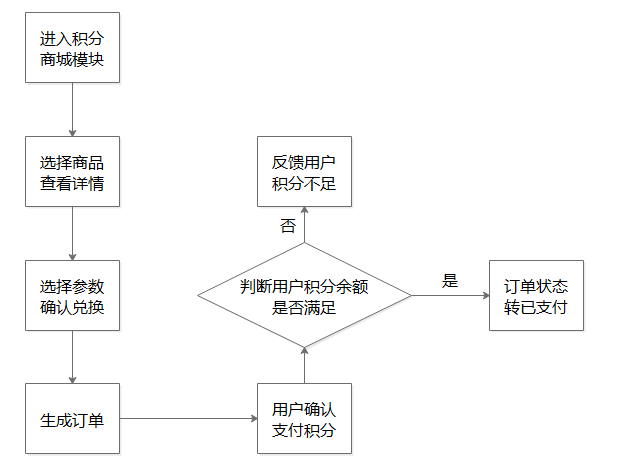 进入积分
商城模块
选择商品
查看详情
选择参数
确认兑换
生成订单
用户确认
支付积分
判断用户积分余额
是否满足
否
反馈用户
积分不足
是
订单状态
转已支付